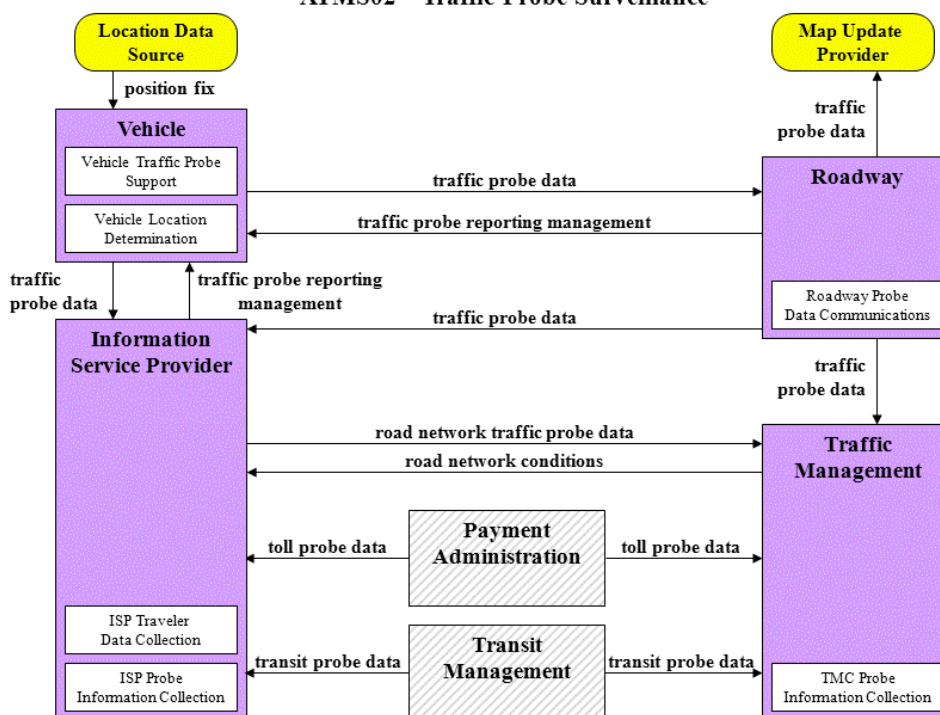 ATMS02 – Traffic Probe Surveillance
Location Data
Source
Map Update
Provider
position fix
traffic
probe data
Vehicle
Vehicle Traffic Probe
Support
Vehicle Location
Determination
traffic probe data
traffic probe reporting management
Roadway
Roadway Probe
Data Communications
traffic
probe data
traffic probe reporting
management
traffic probe data
traffic
probe data
Information
Service Provider
road network traffic probe data
road network conditions
Traffic
Management
Payment
Administration
toll probe data
toll probe data
ISP Traveler
Data Collection
ISP Probe
Information Collection
Transit
Management
transit probe data
transit probe data
TMC Probe
Information Collection